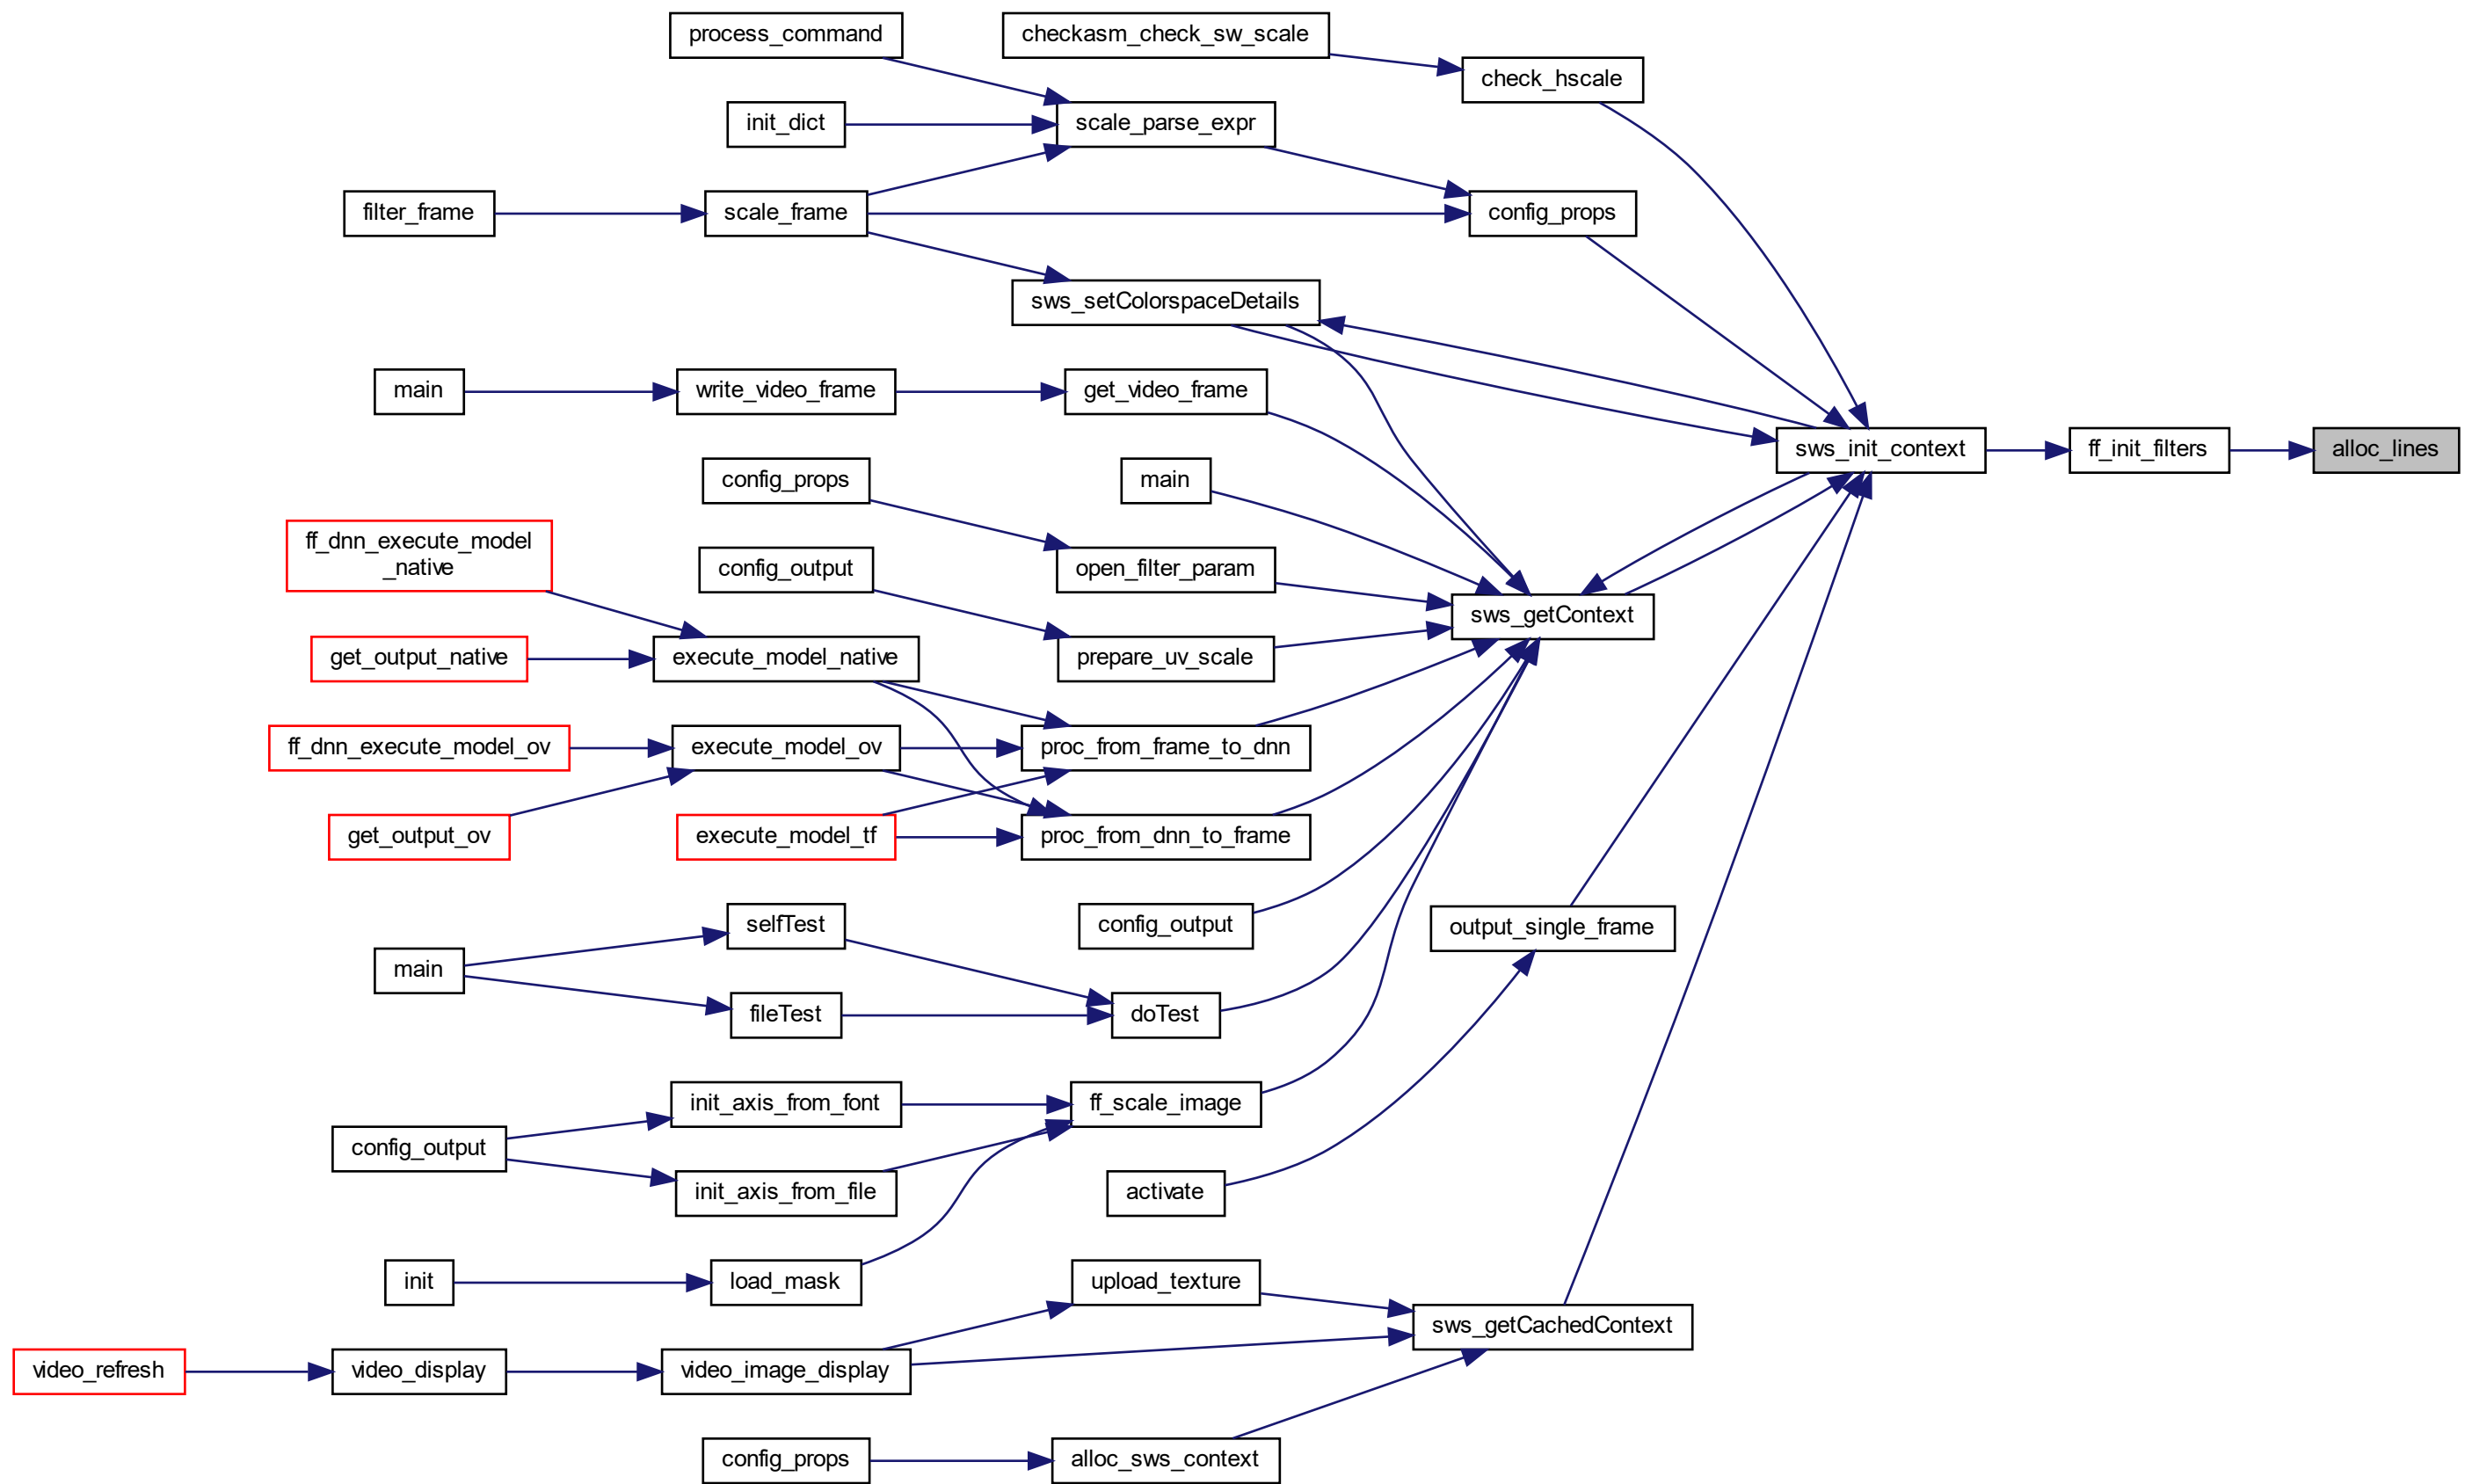 process_command
checkasm_check_sw_scale
check_hscale
init_dict
scale_parse_expr
filter_frame
scale_frame
config_props
sws_setColorspaceDetails
main
write_video_frame
get_video_frame
sws_init_context
ff_init_filters
alloc_lines
config_props
main
ff_dnn_execute_model
_native
config_output
open_filter_param
sws_getContext
get_output_native
execute_model_native
prepare_uv_scale
ff_dnn_execute_model_ov
execute_model_ov
proc_from_frame_to_dnn
get_output_ov
execute_model_tf
proc_from_dnn_to_frame
selfTest
config_output
output_single_frame
main
fileTest
doTest
init_axis_from_font
ff_scale_image
config_output
init_axis_from_file
activate
init
load_mask
upload_texture
sws_getCachedContext
video_refresh
video_display
video_image_display
config_props
alloc_sws_context